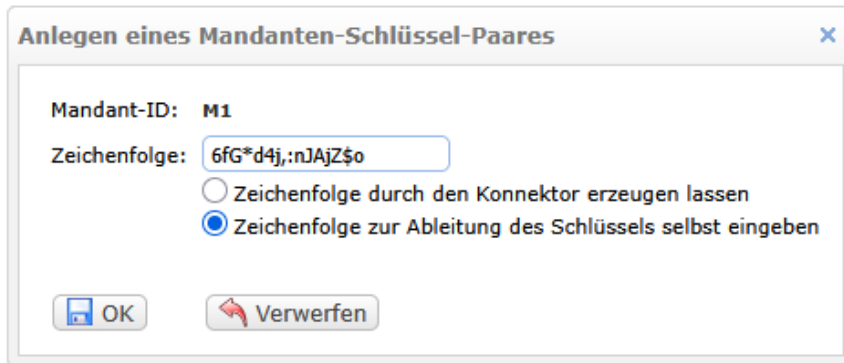 Anlegen eines Mandanten-Schlüssel-Paares
Mandant-ID: M1
Zeichenfolge: 6fG*d4j,:nJAjZ$o
Zeichenfolge durch den Konnektor erzeugen lassen
Zeichenfolge zur Ableitung des Schlüssels selbst eingeben
OK Verwerfen